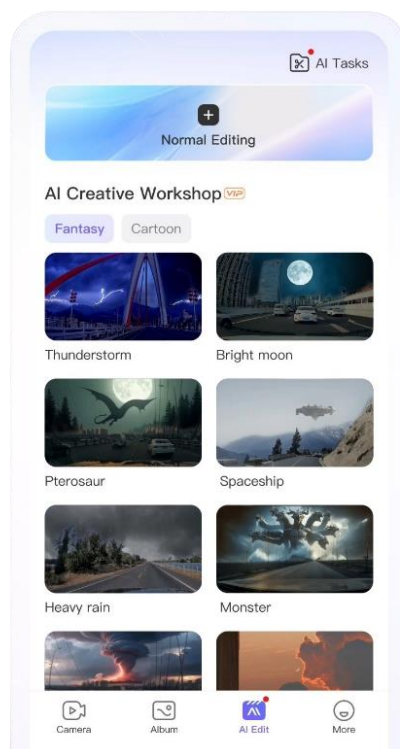 AI Tasks
Normal Editing
AI Creative Workshop VIP
Fantasy Cartoon
Thunderstorm Bright moon
Pterosaur Spaceship
Heavy rain Monster
Camera Album AI Edit More